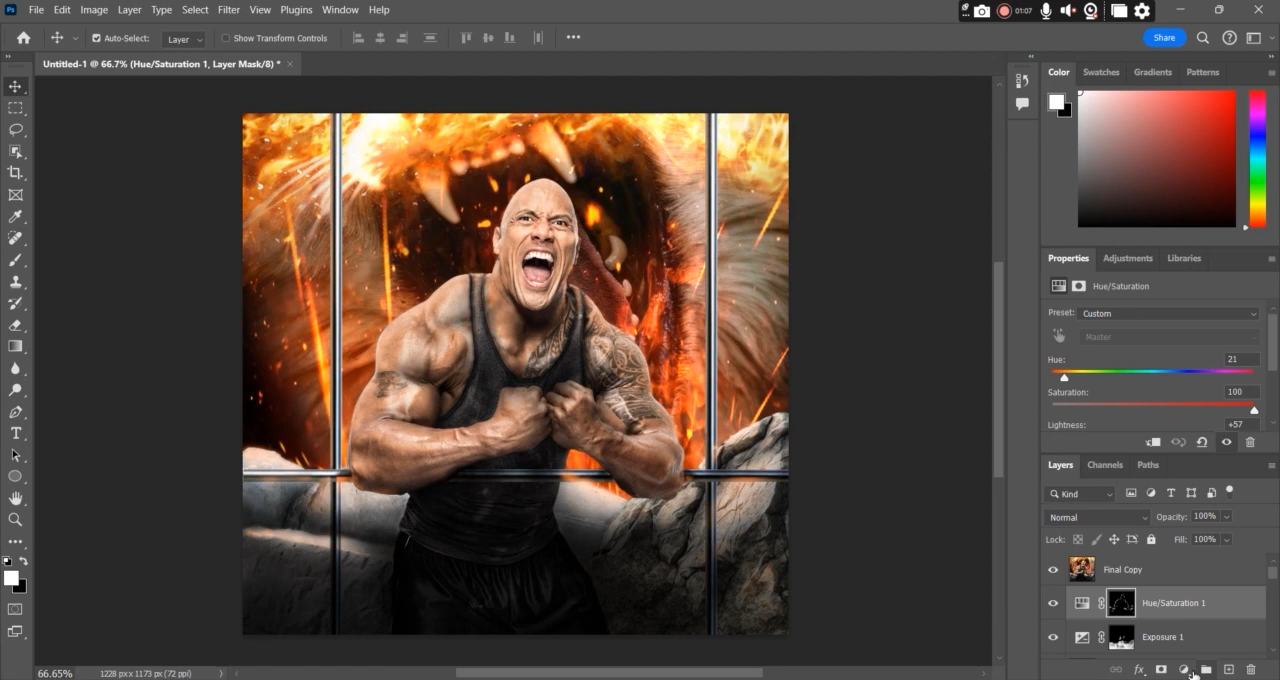 Ps File Edit Image Layer Type Select Filter View Plugins Window Help
01:07
Auto-Select: Layer Show Transform Controls
Share
Untitled-1 @ 66.7% (Hue/Saturation 1, Layer Mask/8) *
Color Swatches Gradients Patterns
Properties Adjustments Libraries
Hue/Saturation
Preset: Custom
Master
Hue: 21
Saturation: 100
Lightness: +57
Layers Channels Paths
Kind
Normal Opacity: 100%
Lock: Fill: 100%
Final Copy
Hue/Saturation 1
Exposure 1
fx
66.65% 1228 px x 1173 px (72 ppi)